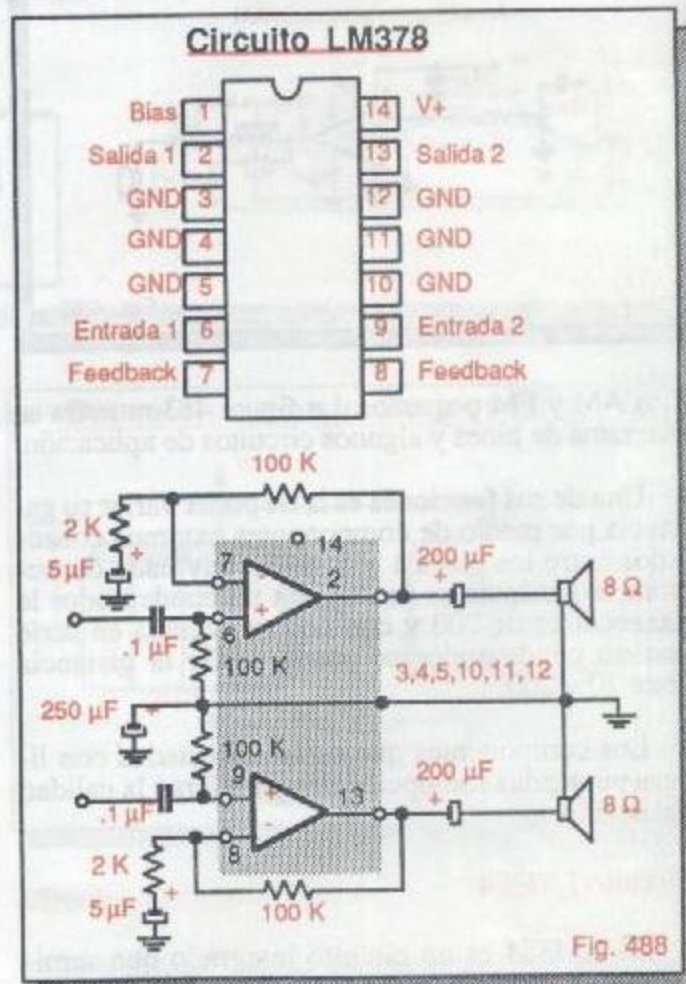 Circuito LM378
Bias 1 14 V+
Salida 1 2 13 Salida 2
GND 3 12 GND
GND 4 11 GND
GND 5 10 GND
Entrada 1 6 9 Entrada 2
Feedback 7 8 Feedback
100 K
2 K
+
5 µF
14
7
-
2
200 µF
+
8 Ω
+
6
.1 µF
100 K
3,4,5,10,11,12
250 µF
+
100 K
200 µF
9
+
13
+
8 Ω
.1 µF
-
8
2 K
+
5 µF
100 K
Fig. 488